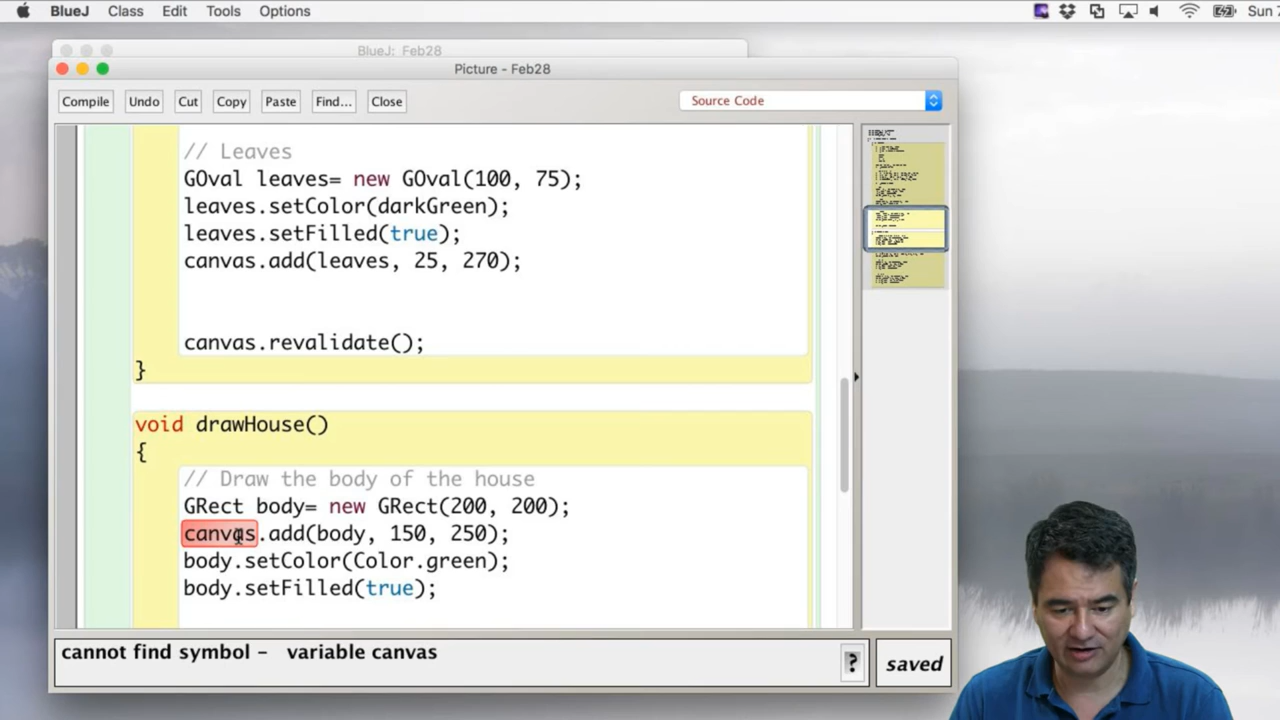 BlueJ Class Edit Tools Options Sun 7
BlueJ: Feb28
Picture - Feb28
Compile Undo Cut Copy Paste Find... Close Source Code
// Leaves
GOval leaves= new GOval(100, 75);
leaves.setColor(darkGreen);
leaves.setFilled(true);
canvas.add(leaves, 25, 270);
canvas.revalidate();
}
void drawHouse()
{
// Draw the body of the house
GRect body= new GRect(200, 200);
canvas.add(body, 150, 250);
body.setColor(Color.green);
body.setFilled(true);
cannot find symbol - variable canvas
? saved